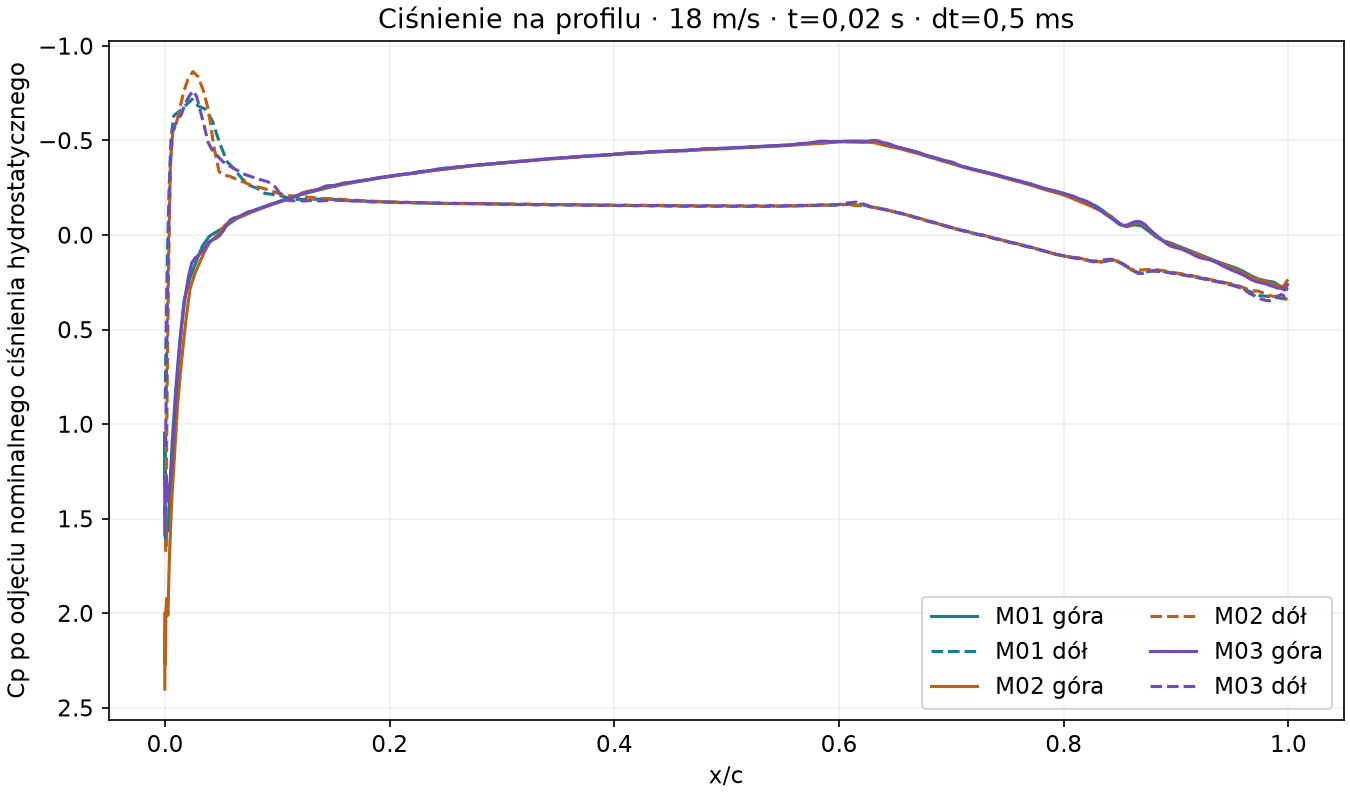 Ciśnienie na profilu · 18 m/s · t=0,02 s · dt=0,5 ms
Cp po odjęciu nominalnego ciśnienia hydrostatycznego
−1.0
−0.5
0.0
0.5
1.0
1.5
2.0
2.5
0.0 0.2 0.4 0.6 0.8 1.0
x/c
M01 góra M02 dół
M01 dół M03 góra
M02 góra M03 dół